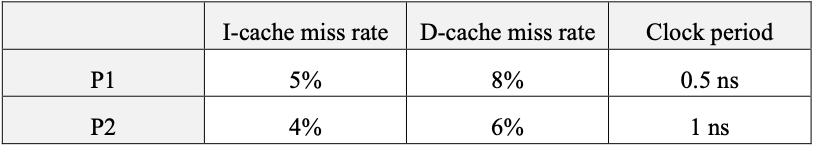 I-cache miss rate D-cache miss rate Clock period
P1 5% 8% 0.5 ns
P2 4% 6% 1 ns